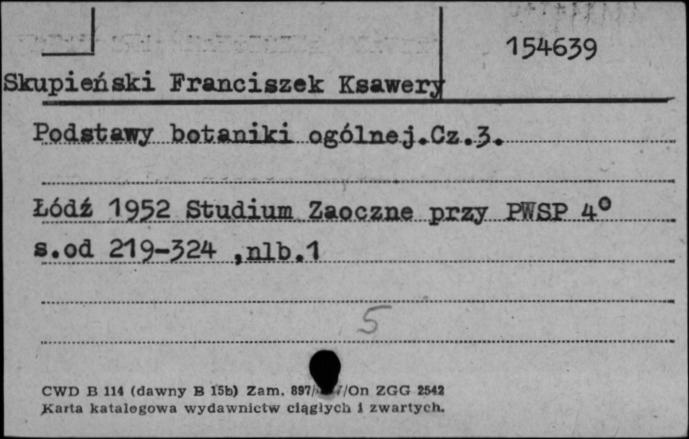 154639
Skupieński Franciszek Ksawery
Podstawy botaniki ogólnej.Cz.3.
Łódź 1952 Studium Zaoczne przy PWSP 4°
s.od 219-324 ,nlb.1
5
CWD B 114 (dawny B 15b) Zam. 897/ /On ZGG 2542
Karta katalogowa wydawnictw ciągłych i zwartych.